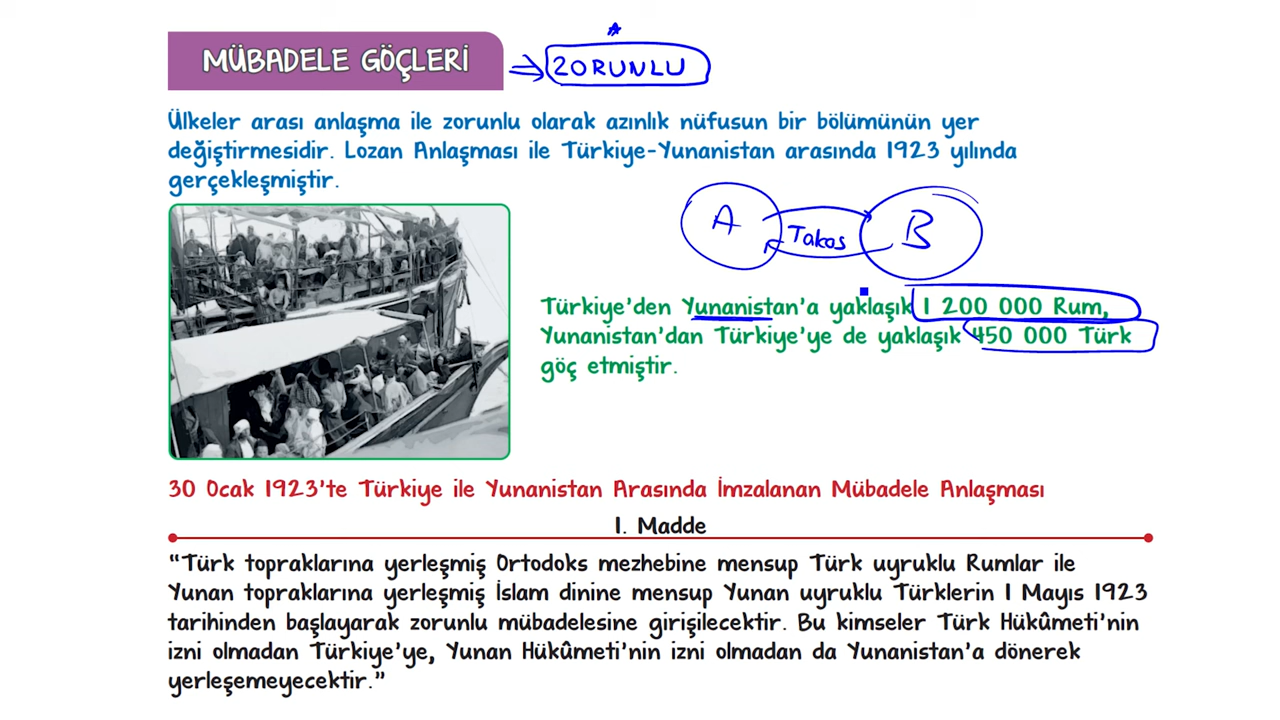 MÜBADELE GÖÇLERİ
ZORUNLU
Ülkeler arası anlaşma ile zorunlu olarak azınlık nüfusun bir bölümünün yer
değiştirmesidir. Lozan Anlaşması ile Türkiye-Yunanistan arasında 1923 yılında
gerçekleşmiştir.
A
Takas
B
Türkiye'den Yunanistan'a yaklaşık 1 200 000 Rum,
Yunanistan'dan Türkiye'ye de yaklaşık 450 000 Türk
göç etmiştir.
30 Ocak 1923'te Türkiye ile Yunanistan Arasında İmzalanan Mübadele Anlaşması
1. Madde
"Türk topraklarına yerleşmiş Ortodoks mezhebine mensup Türk uyruklu Rumlar ile
Yunan topraklarına yerleşmiş İslam dinine mensup Yunan uyruklu Türklerin 1 Mayıs 1923
tarihinden başlayarak zorunlu mübadelesine girişilecektir. Bu kimseler Türk Hükûmeti'nin
izni olmadan Türkiye'ye, Yunan Hükûmeti'nin izni olmadan da Yunanistan'a dönerek
yerleşemeyecektir."